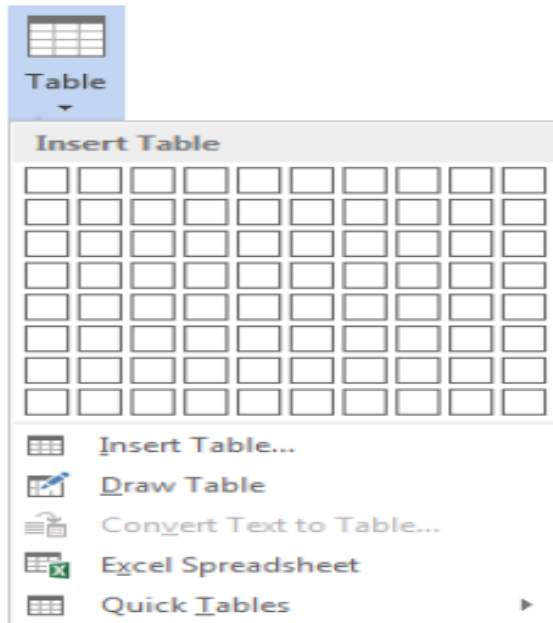 Table
Insert Table
Insert Table...
Draw Table
Convert Text to Table...
Excel Spreadsheet
Quick Tables